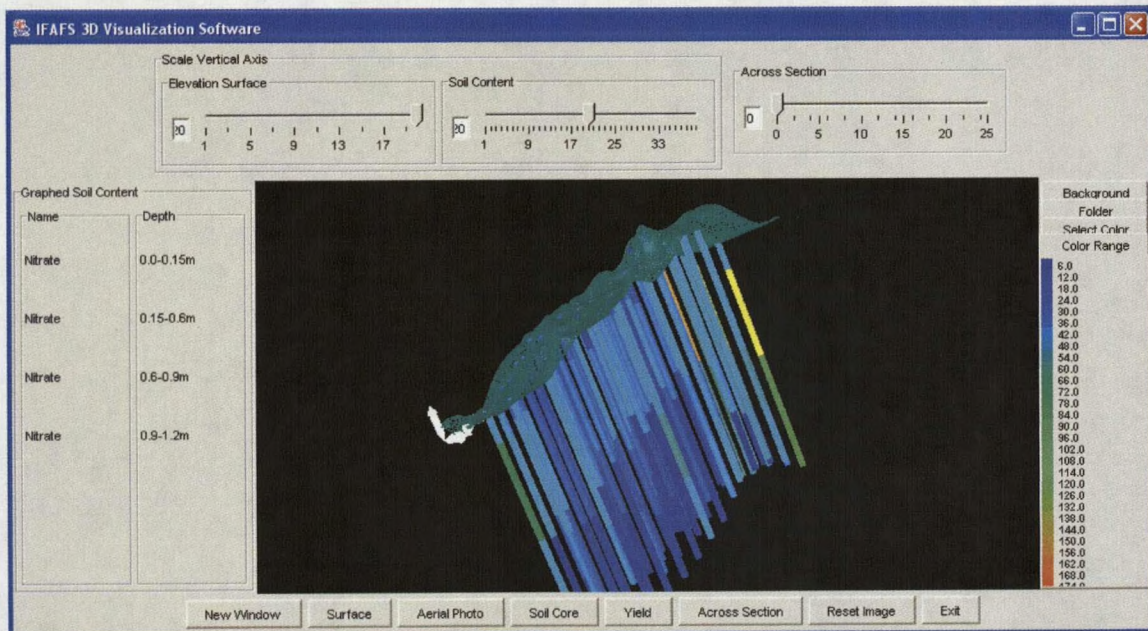 IFAFS 3D Visualization Software
Scale Vertical Axis
Elevation Surface
20
1 5 9 13 17
Soil Content
20
1 9 17 25 33
Across Section
0
0 5 10 15 20 25
Graphed Soil Content
Name Depth
Nitrate 0.0-0.15m
Nitrate 0.15-0.6m
Nitrate 0.6-0.9m
Nitrate 0.9-1.2m
Background
Folder
Select Color
Color Range
6.0
12.0
18.0
24.0
30.0
36.0
42.0
48.0
54.0
60.0
66.0
72.0
78.0
84.0
90.0
96.0
102.0
108.0
114.0
120.0
126.0
132.0
138.0
144.0
150.0
156.0
162.0
168.0
174.0
New Window Surface Aerial Photo Soil Core Yield Across Section Reset Image Exit